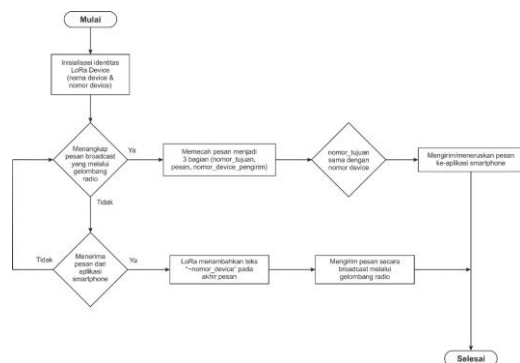 Mulai
Inisialisasi identitas
LoRa Device
(nama device &
nomor device)
Menangkap
pesan broadcast
yang melalui
gelombang
radio
Ya
Memecah pesan menjadi
3 bagian (nomor_tujuan,
pesan, nomor_device_pengirim)
nomor_tujuan
sama dengan
nomor device
Mengirim/meneruskan pesan
ke-aplikasi smartphone
Tidak
Menerima
pesan dari
aplikasi
smartphone
Tidak
Ya
LoRa menambahkan teks
"~nomor_device" pada
akhir pesan
Mengirim pesan secara
broadcast melalui
gelombang radio
Selesai